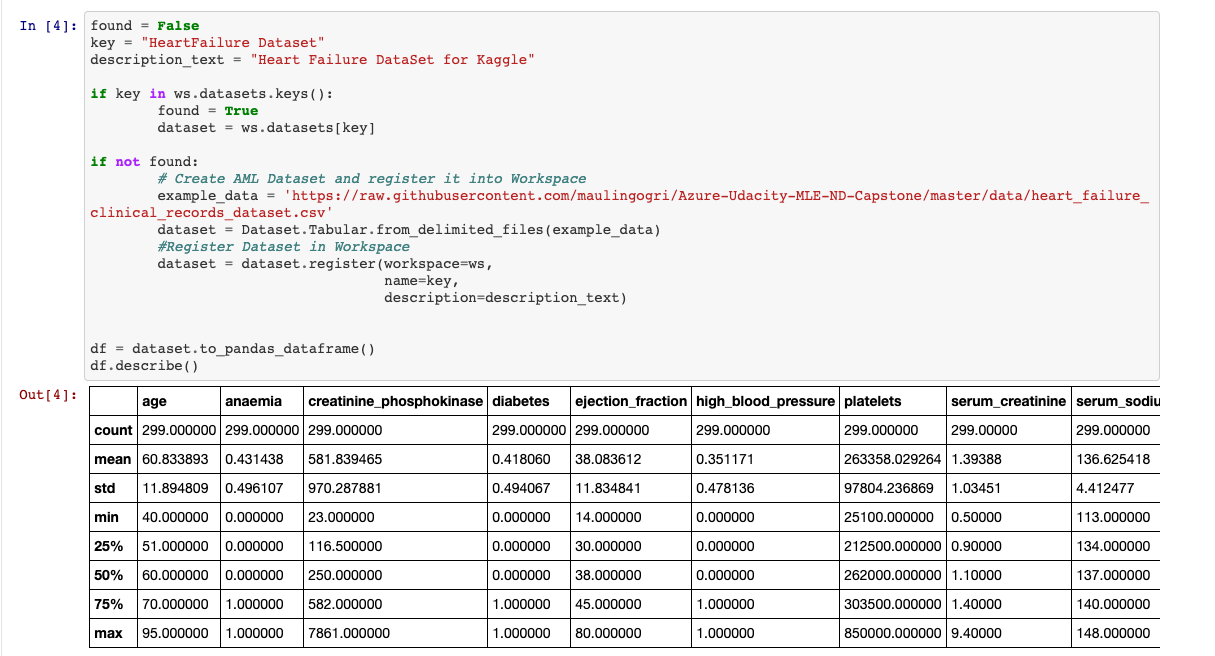 In [4]: found = False
key = "HeartFailure Dataset"
description_text = "Heart Failure DataSet for Kaggle"
if key in ws.datasets.keys():
found = True
dataset = ws.datasets[key]
if not found:
# Create AML Dataset and register it into Workspace
example_data = 'https://raw.githubusercontent.com/maulingogri/Azure-Udacity-MLE-ND-Capstone/master/data/heart_failure_
clinical_records_dataset.csv'
dataset = Dataset.Tabular.from_delimited_files(example_data)
#Register Dataset in Workspace
dataset = dataset.register(workspace=ws,
name=key,
description=description_text)
df = dataset.to_pandas_dataframe()
df.describe()
Out[4]:
age anaemia creatinine_phosphokinase diabetes ejection_fraction high_blood_pressure platelets serum_creatinine serum_sodiu
count 299.000000 299.000000 299.000000 299.000000 299.000000 299.000000 299.000000 299.00000 299.000000
mean 60.833893 0.431438 581.839465 0.418060 38.083612 0.351171 263358.029264 1.39388 136.625418
std 11.894809 0.496107 970.287881 0.494067 11.834841 0.478136 97804.236869 1.03451 4.412477
min 40.000000 0.000000 23.000000 0.000000 14.000000 0.000000 25100.000000 0.50000 113.000000
25% 51.000000 0.000000 116.500000 0.000000 30.000000 0.000000 212500.000000 0.90000 134.000000
50% 60.000000 0.000000 250.000000 0.000000 38.000000 0.000000 262000.000000 1.10000 137.000000
75% 70.000000 1.000000 582.000000 1.000000 45.000000 1.000000 303500.000000 1.40000 140.000000
max 95.000000 1.000000 7861.000000 1.000000 80.000000 1.000000 850000.000000 9.40000 148.000000